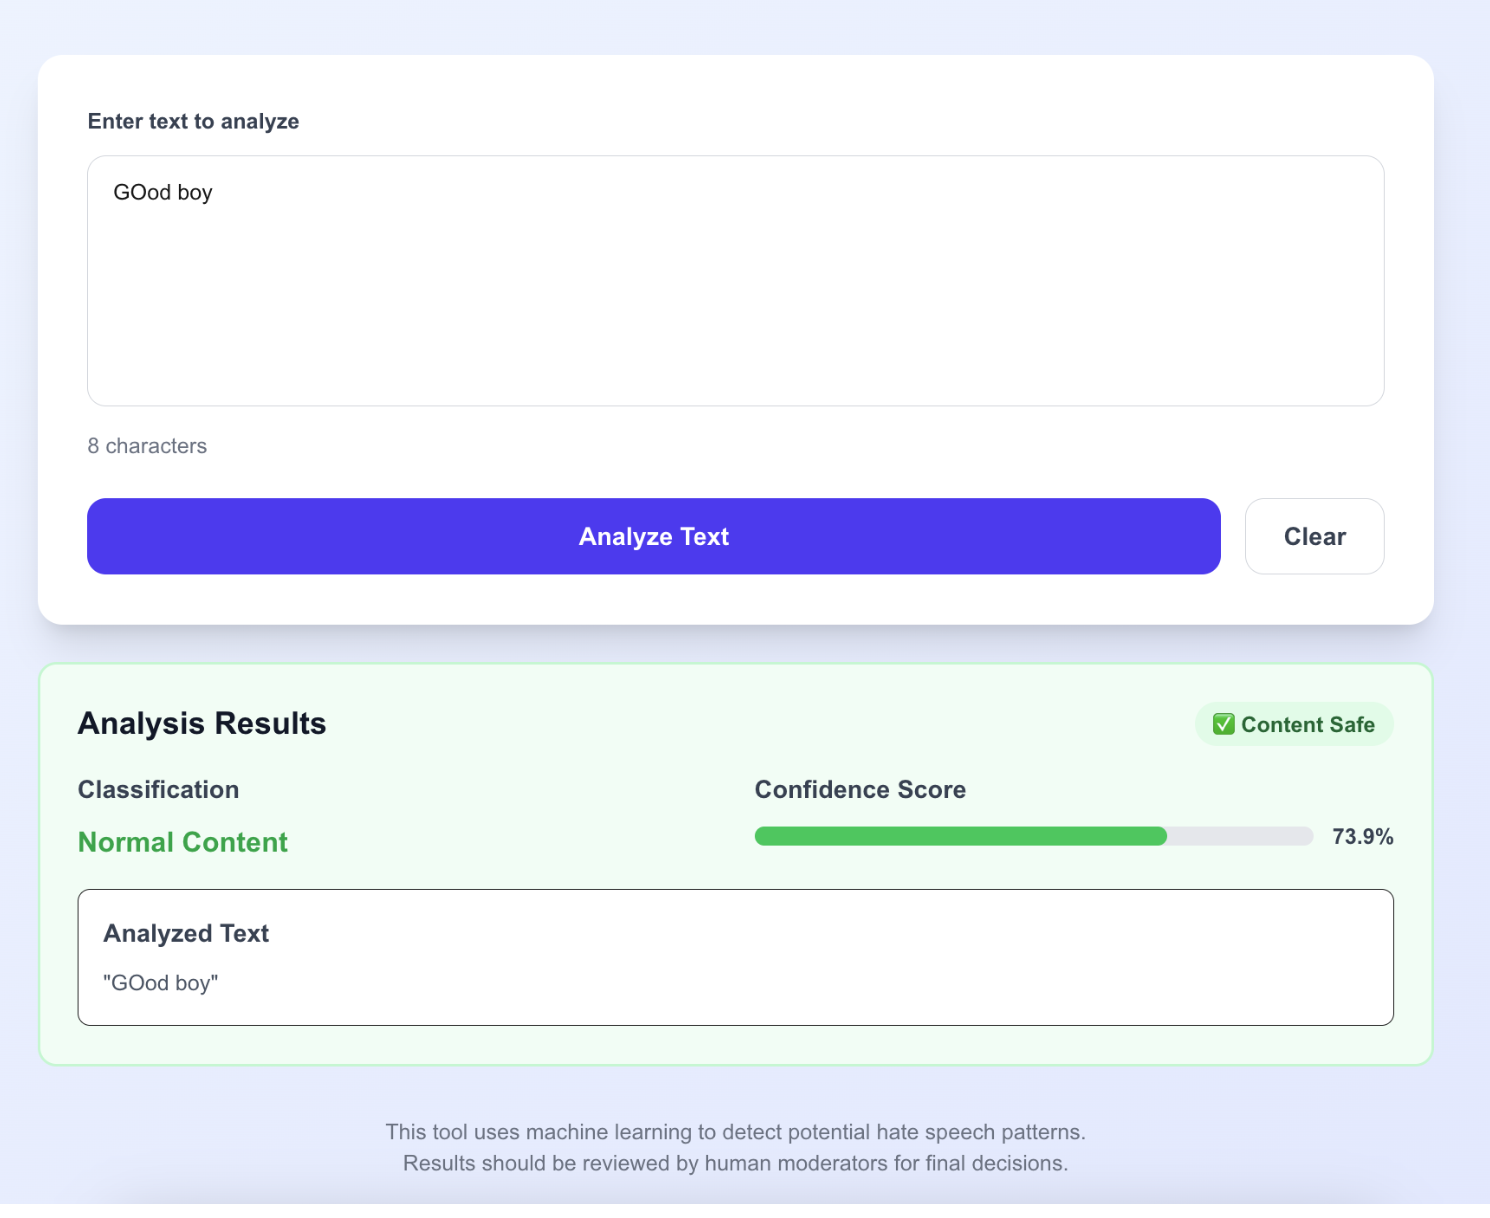 Enter text to analyze
GOod boy
8 characters
Analyze Text
Clear
Analysis Results
✅ Content Safe
Classification
Confidence Score
Normal Content
73.9%
Analyzed Text
"GOod boy"
This tool uses machine learning to detect potential hate speech patterns.
Results should be reviewed by human moderators for final decisions.